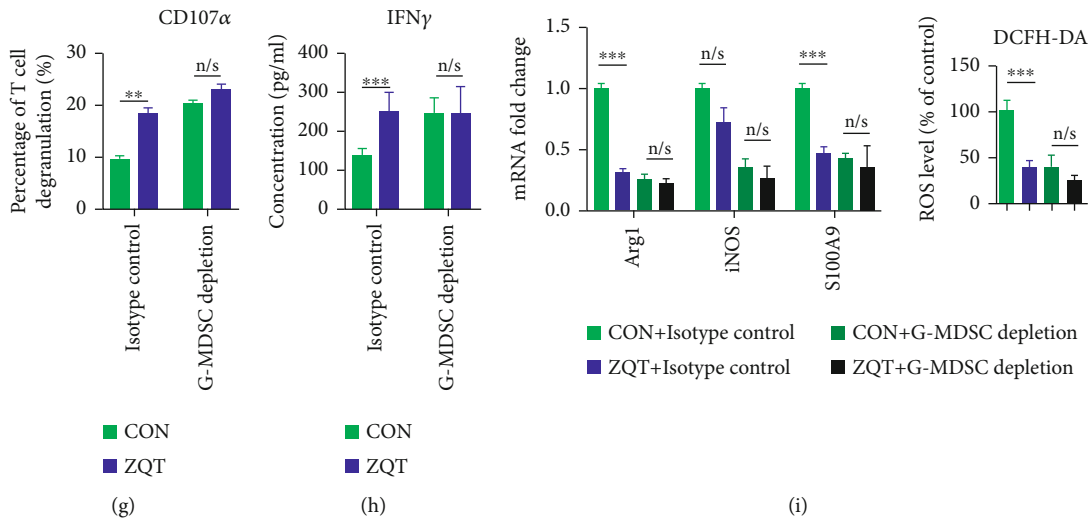 CD107α
Percentage of T cell
degranulation (%)
30
20
10
0
**
n/s
Isotype control
G-MDSC depletion
CON
ZQT
(g)
IFNγ
Concentration (pg/ml)
400
300
200
100
0
***
n/s
Isotype control
G-MDSC depletion
CON
ZQT
(h)
mRNA fold change
1.5
1.0
0.5
0.0
***
n/s
n/s
n/s
***
n/s
Arg1
iNOS
S100A9
DCFH-DA
ROS level (% of control)
150
100
50
0
***
n/s
CON+Isotype control
CON+G-MDSC depletion
ZQT+Isotype control
ZQT+G-MDSC depletion
(i)